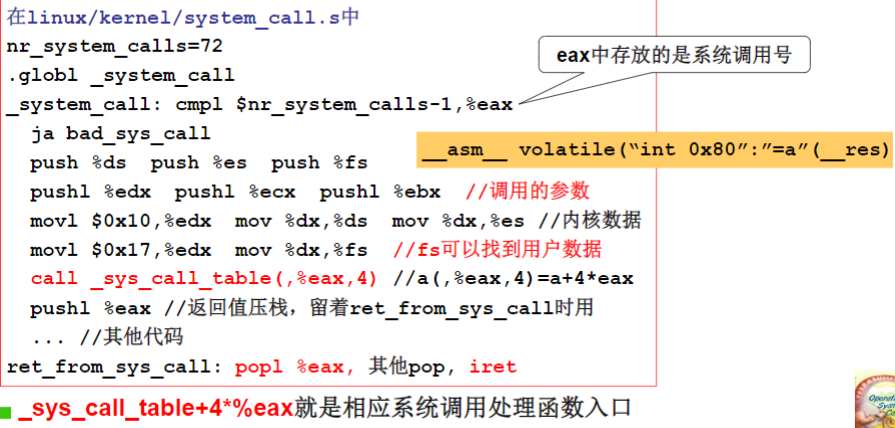 在linux/kernel/system_call.s中
nr_system_calls=72
.globl _system_call
eax中存放的是系统调用号
_system_call: cmpl $nr_system_calls-1,%eax
ja bad_sys_call
__asm__ volatile(“int 0x80”:”=a”(__res)
push %ds push %es push %fs
pushl %edx pushl %ecx pushl %ebx //调用的参数
movl $0x10,%edx mov %dx,%ds mov %dx,%es //内核数据
movl $0x17,%edx mov %dx,%fs //fs可以找到用户数据
call _sys_call_table(,%eax,4) //a(,%eax,4)=a+4*eax
pushl %eax //返回值压栈，留着ret_from_sys_call时用
... //其他代码
ret_from_sys_call: popl %eax, 其他pop, iret
_sys_call_table+4*%eax就是相应系统调用处理函数入口